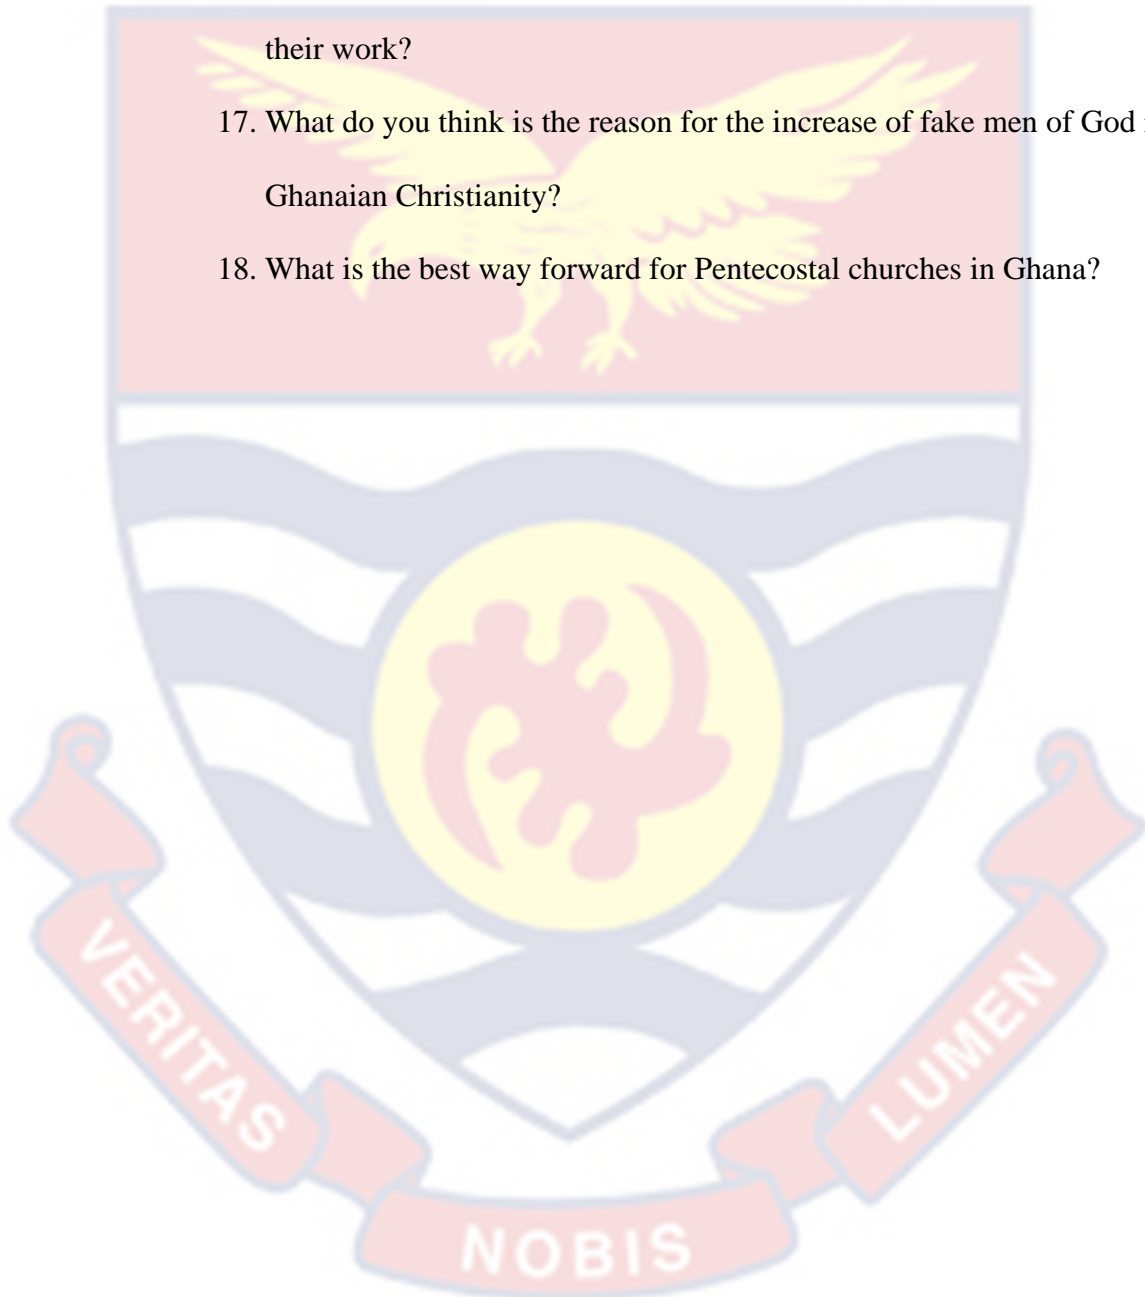 their work?
17. What do you think is the reason for the increase of fake men of God
Ghanaian Christianity?
18. What is the best way forward for Pentecostal churches in Ghana?
VERITAS
NOBIS
LUMEN